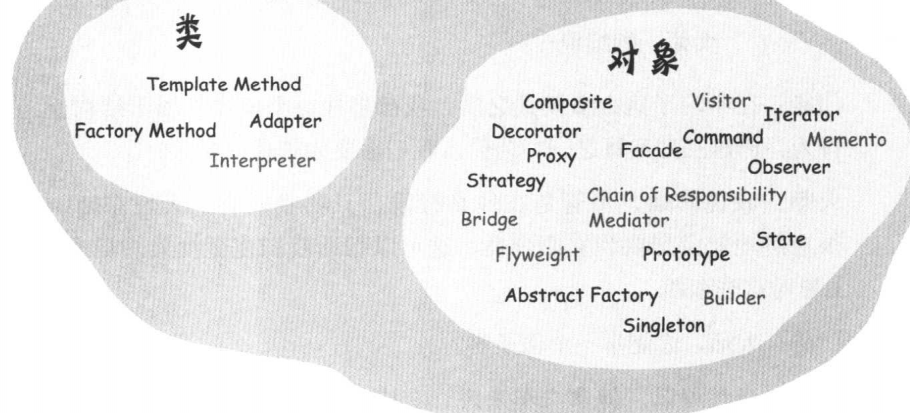 类
Template Method
Factory Method
Adapter
Interpreter
对象
Composite
Visitor
Iterator
Decorator
Command
Memento
Proxy
Facade
Observer
Strategy
Chain of Responsibility
Bridge
Mediator
State
Flyweight
Prototype
Abstract Factory
Builder
Singleton